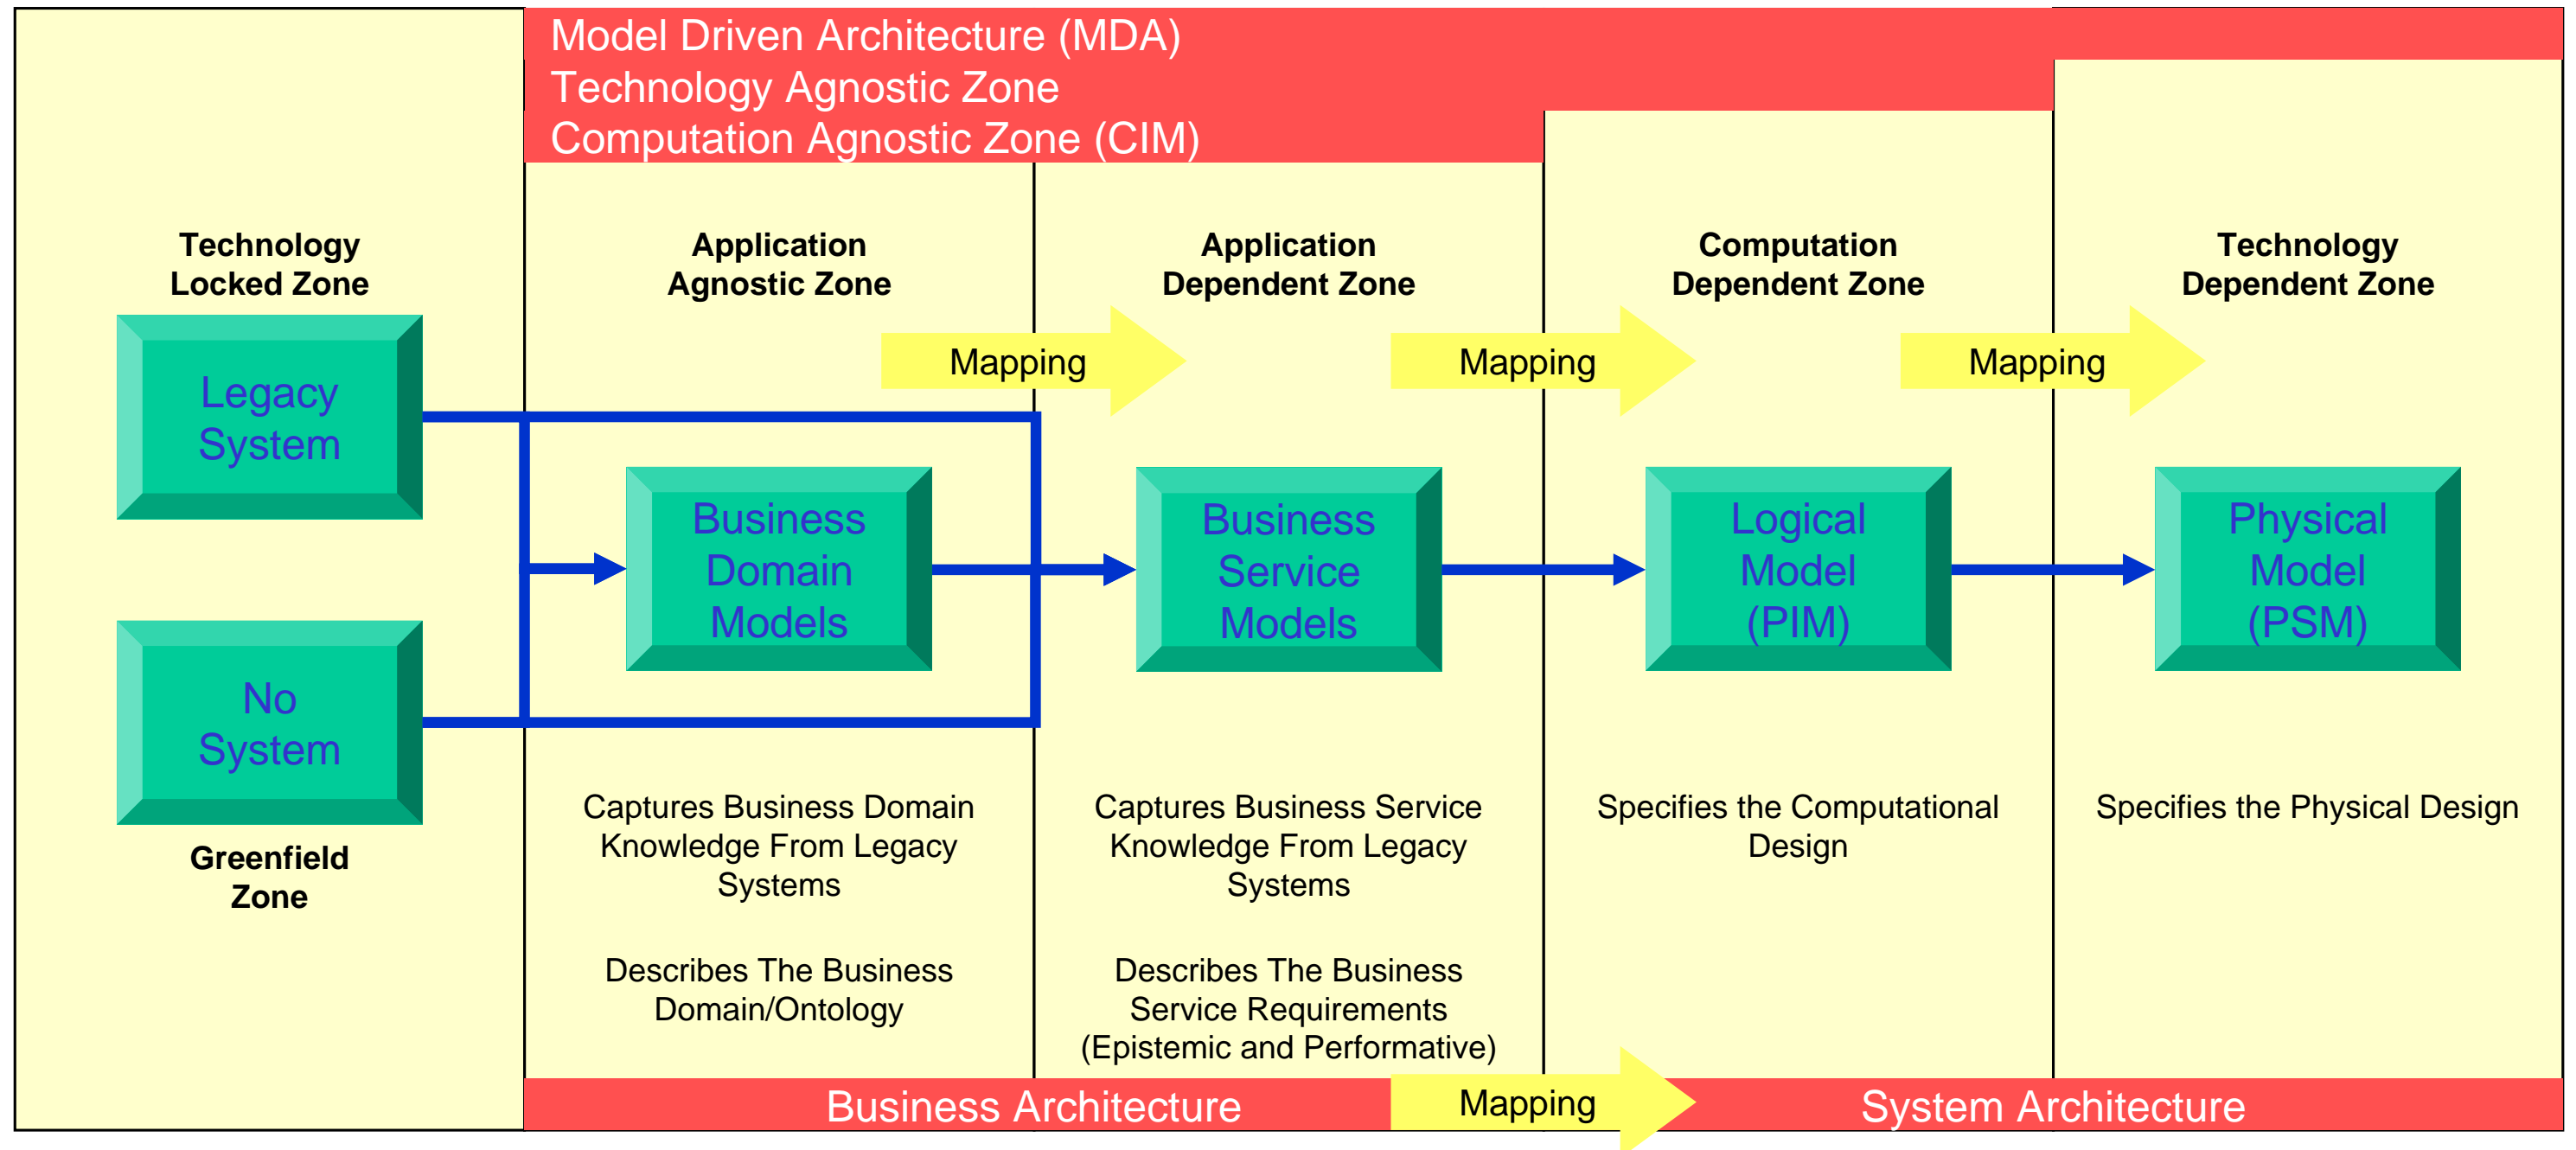 Model Driven Architecture (MDA)
Technology Agnostic Zone
Computation Agnostic Zone (CIM)
Technology
Locked Zone
Application
Agnostic Zone
Application
Dependent Zone
Computation
Dependent Zone
Technology
Dependent Zone
Mapping
Mapping
Mapping
Legacy
System
No
System
Greenfield
Zone
Business
Domain
Models
Business
Service
Models
Logical
Model
(PIM)
Physical
Model
(PSM)
Captures Business Domain
Knowledge From Legacy
Systems
Describes The Business
Domain/Ontology
Captures Business Service
Knowledge From Legacy
Systems
Describes The Business
Service Requirements
(Epistemic and Performative)
Specifies the Computational
Design
Specifies the Physical Design
Business Architecture
Mapping
System Architecture